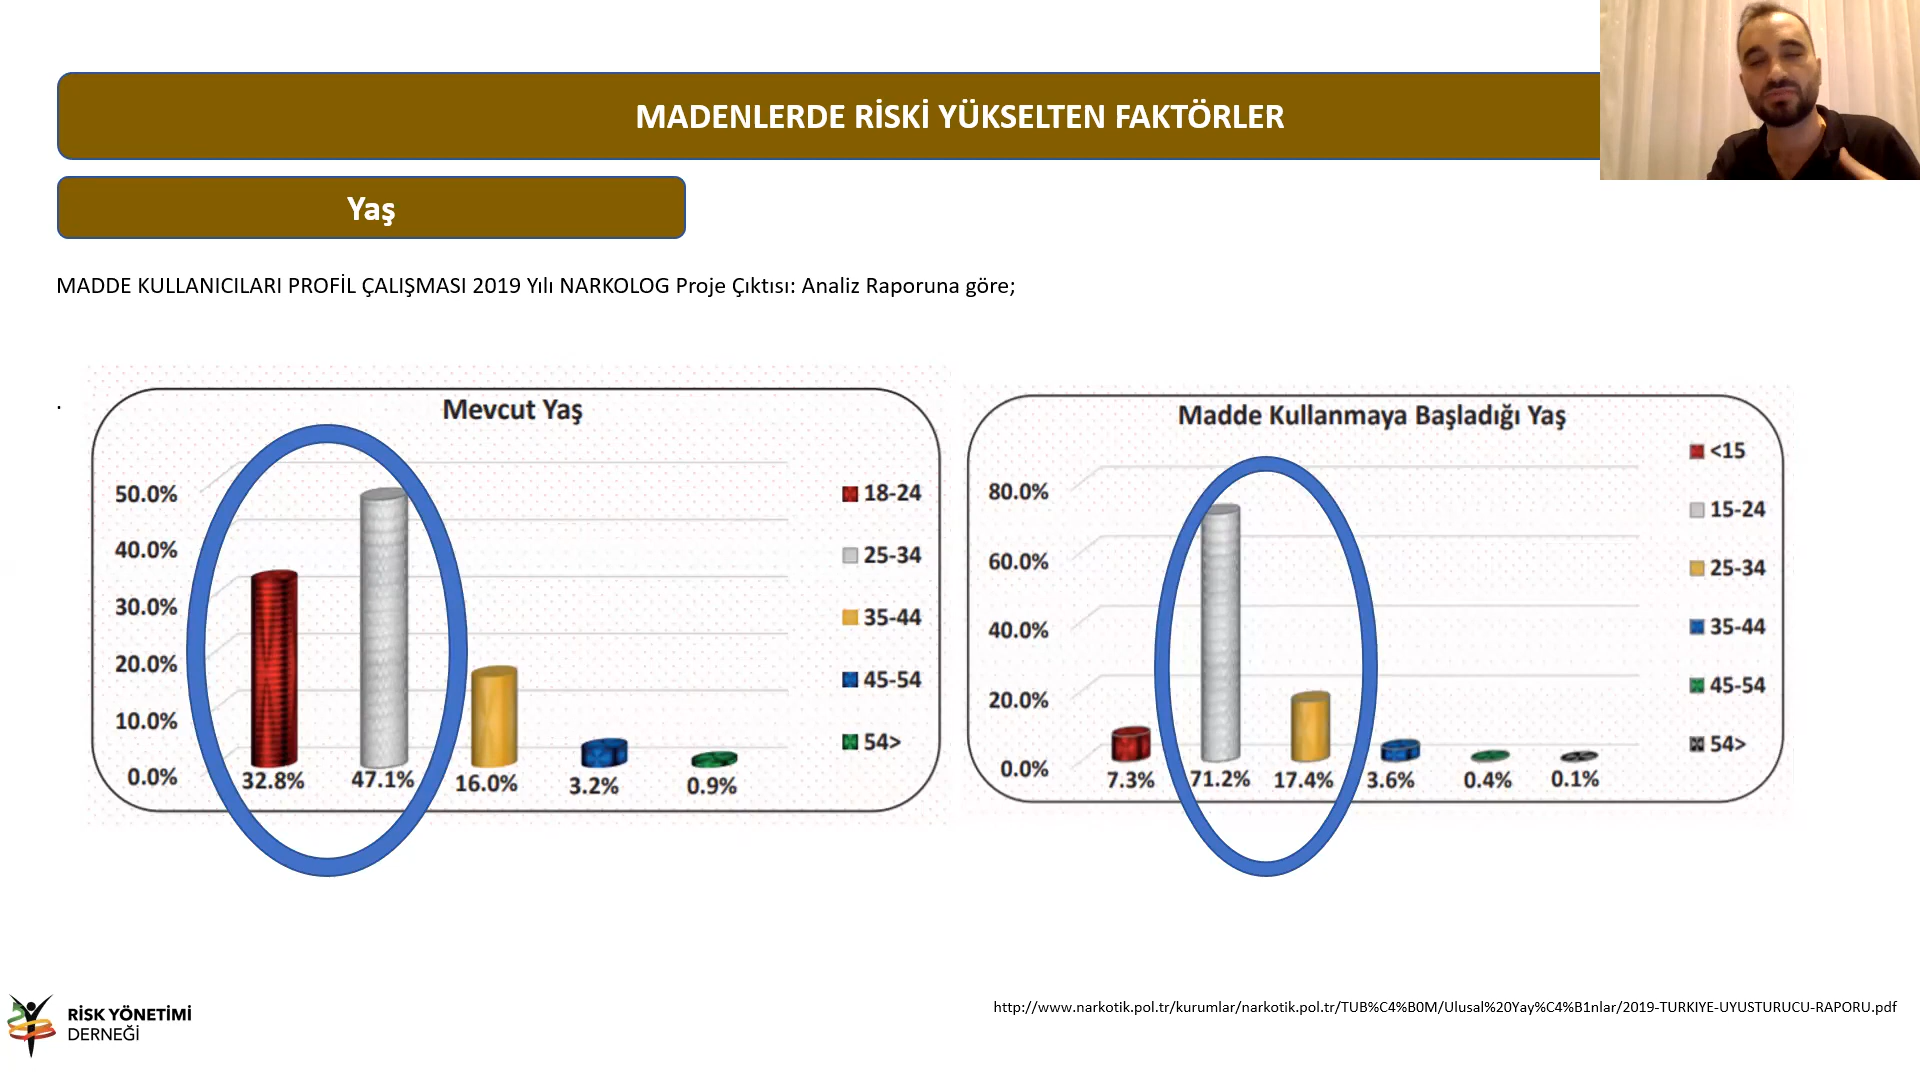 MADENLERDE RİSKİ YÜKSELTEN FAKTÖRLER
Yaş
MADDE KULLANICILARI PROFİL ÇALIŞMASI 2019 Yılı NARKOLOG Proje Çıktısı: Analiz Raporuna göre;
.
Mevcut Yaş
50.0%
40.0%
30.0%
20.0%
10.0%
0.0%
32.8% 47.1% 16.0% 3.2% 0.9%
18-24
25-34
35-44
45-54
54>
Madde Kullanmaya Başladığı Yaş
80.0%
60.0%
40.0%
20.0%
0.0%
7.3% 71.2% 17.4% 3.6% 0.4% 0.1%
<15
15-24
25-34
35-44
45-54
54>
RİSK YÖNETİMİ
DERNEĞİ
http://www.narkotik.pol.tr/kurumlar/narkotik.pol.tr/TUB%C4%B0M/Ulusal%20Yay%C4%B1nlar/2019-TURKIYE-UYUSTURUCU-RAPORU.pdf